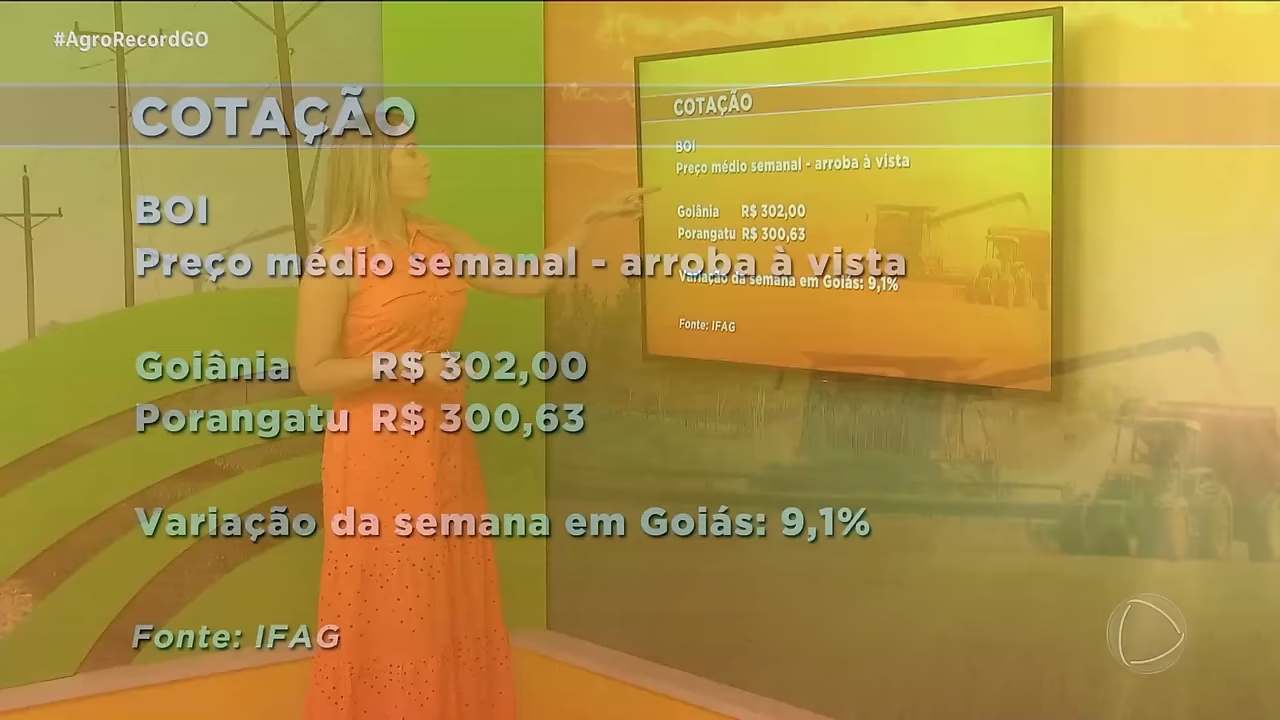 #AgroRecordGO
COTAÇÃO
BOI
Preço médio semanal - arroba à vista
Goiânia R$ 302,00
Porangatu R$ 300,63
Variação da semana em Goiás: 9,1%
Fonte: IFAG
COTAÇÃO
BOI
Preço médio semanal - arroba à vista
Goiânia R$ 302,00
Porangatu R$ 300,63
Variação da semana em Goiás: 9,1%
Fonte: IFAG